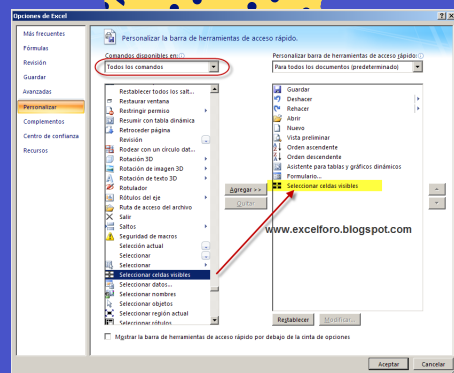 Opciones de Excel
Más frecuentes
Fórmulas
Revisión
Guardar
Avanzadas
Personalizar
Complementos
Centro de confianza
Recursos
Personalizar la barra de herramientas de acceso rápido.
Comandos disponibles en:
Todos los comandos
Restablecer todos los salt...
Restaurar ventana
Restringir permiso
Resumir con tabla dinámica
Retroceder página
Revisión
Rodear con un círculo dat...
Rotación 3D
Rotación de imagen 3D
Rotación de texto 3D
Rotulador
Rótulos del eje
Ruta de acceso del archivo
Salir
Saltos
Seguridad de macros
Selección actual
Seleccionar
Seleccionar
Seleccionar celdas visibles
Seleccionar datos...
Seleccionar nombres
Seleccionar objetos
Seleccionar región actual
Seleccionar rótulos
Agregar >>
Quitar
Personalizar barra de herramientas de acceso rápido:
Para todos los documentos (predeterminado)
Guardar
Deshacer
Rehacer
Abrir
Nuevo
Vista preliminar
Orden ascendente
Orden descendente
Asistente para tablas y gráficos dinámicos
Formulario...
Seleccionar celdas visibles
www.excelforo.blogspot.com
Restablecer
Modificar...
Mostrar la barra de herramientas de acceso rápido por debajo de la cinta de opciones
Aceptar
Cancelar